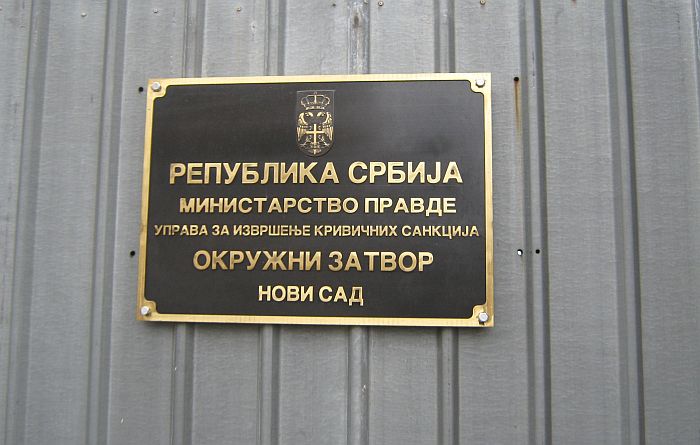 РЕПУБЛИКА СРБИЈА
МИНИСТАРСТВО ПРАВДЕ
УПРАВА ЗА ИЗВРШЕЊЕ КРИВИЧНИХ САНКЦИЈА
ОКРУЖНИ ЗАТВОР
НОВИ САД